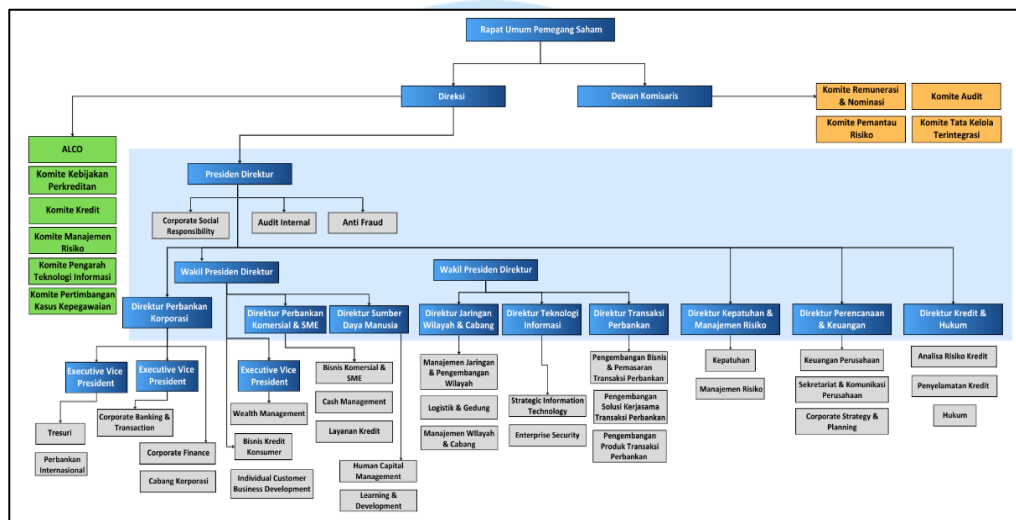 Rapat Umum Pemegang Saham
Direksi
Dewan Komisaris
Komite Remunerasi
& Nominasi
Komite Audit
Komite Pemantau
Risiko
Komite Tata Kelola
Terintegrasi
ALCO
Komite Kebijakan
Perkreditan
Komite Kredit
Komite Manajemen
Risiko
Komite Pengarah
Teknologi Informasi
Komite Pertimbangan
Kasus Kepegawaian
Presiden Direktur
Corporate Social
Responsibility
Audit Internal
Anti Fraud
Wakil Presiden Direktur
Wakil Presiden Direktur
Direktur Perbankan
Korporasi
Direktur Perbankan
Komersial & SME
Direktur Sumber
Daya Manusia
Direktur Jaringan
Wilayah & Cabang
Direktur Teknologi
Informasi
Direktur Transaksi
Perbankan
Direktur Kepatuhan &
Manajemen Risiko
Direktur Perencanaan
& Keuangan
Direktur Kredit &
Hukum
Executive Vice
President
Executive Vice
President
Executive Vice
President
Tresuri
Perbankan
Internasional
Corporate Banking &
Transaction
Corporate Finance
Cabang Korporasi
Wealth Management
Bisnis Kredit
Konsumer
Individual Customer
Business Development
Bisnis Komersial &
SME
Cash Management
Layanan Kredit
Human Capital
Management
Learning &
Development
Manajemen Jaringan
& Pengembangan
Wilayah
Logistik & Gedung
Manajemen Wilayah
& Cabang
Strategic Information
Technology
Enterprise Security
Pengembangan Bisnis
& Pemasaran
Transaksi Perbankan
Pengembangan
Solusi Kerjasama
Transaksi Perbankan
Pengembangan
Produk Transaksi
Perbankan
Kepatuhan
Manajemen Risiko
Keuangan Perusahaan
Sekretariat & Komunikasi
Perusahaan
Corporate Strategy &
Planning
Analisa Risiko Kredit
Penyelamatan Kredit
Hukum